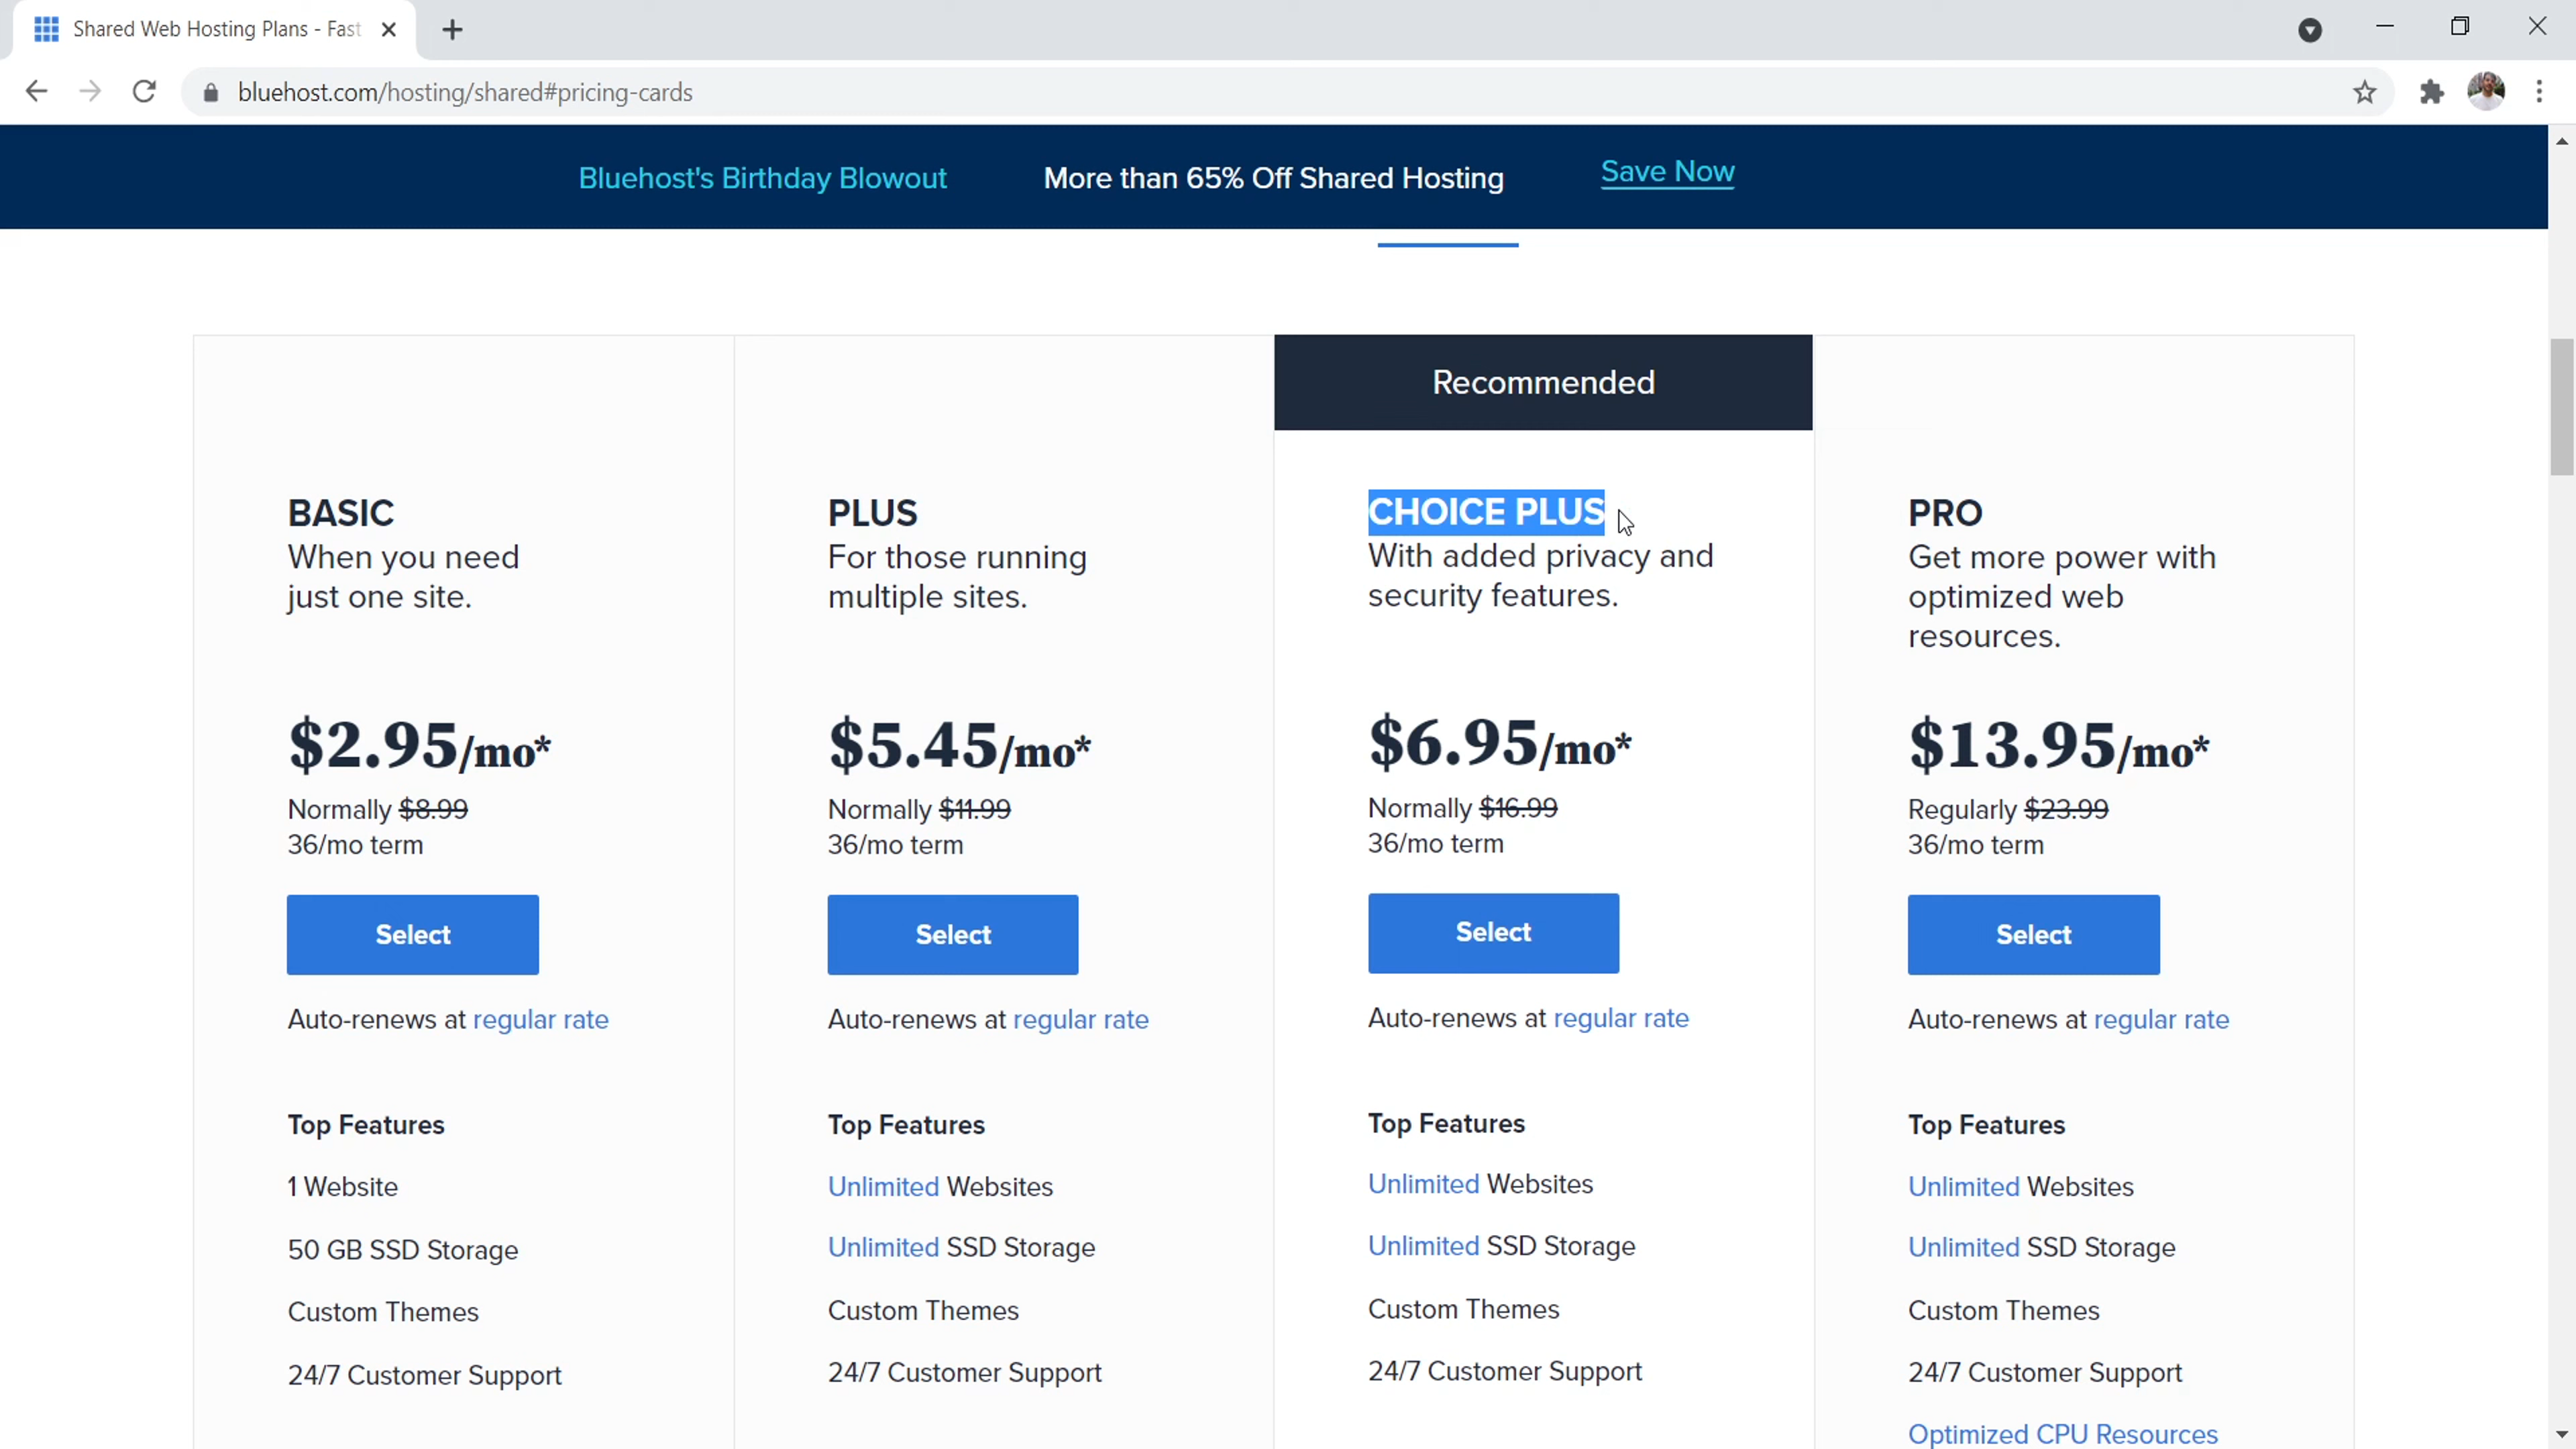 Shared Web Hosting Plans - Fast
bluehost.com/hosting/shared#pricing-cards
Bluehost's Birthday Blowout More than 65% Off Shared Hosting Save Now
BASIC
When you need
just one site.
$2.95/mo*
Normally $8.99
36/mo term
Select
Auto-renews at regular rate
Top Features
1 Website
50 GB SSD Storage
Custom Themes
24/7 Customer Support
PLUS
For those running
multiple sites.
$5.45/mo*
Normally $11.99
36/mo term
Select
Auto-renews at regular rate
Top Features
Unlimited Websites
Unlimited SSD Storage
Custom Themes
24/7 Customer Support
Recommended
CHOICE PLUS
With added privacy and
security features.
$6.95/mo*
Normally $16.99
36/mo term
Select
Auto-renews at regular rate
Top Features
Unlimited Websites
Unlimited SSD Storage
Custom Themes
24/7 Customer Support
PRO
Get more power with
optimized web
resources.
$13.95/mo*
Regularly $23.99
36/mo term
Select
Auto-renews at regular rate
Top Features
Unlimited Websites
Unlimited SSD Storage
Custom Themes
24/7 Customer Support
Optimized CPU Resources